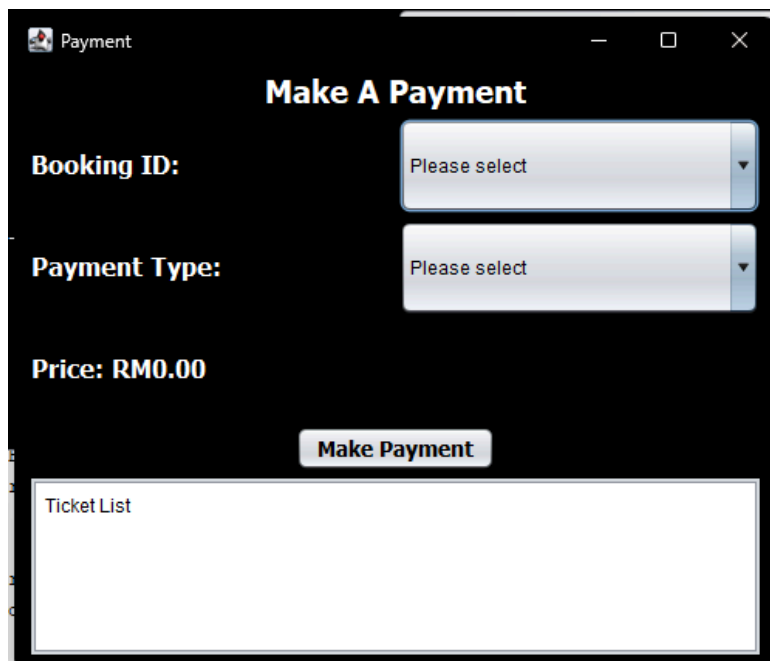 Payment
Make A Payment
Booking ID:
Please select
Payment Type:
Please select
Price: RM0.00
Make Payment
Ticket List